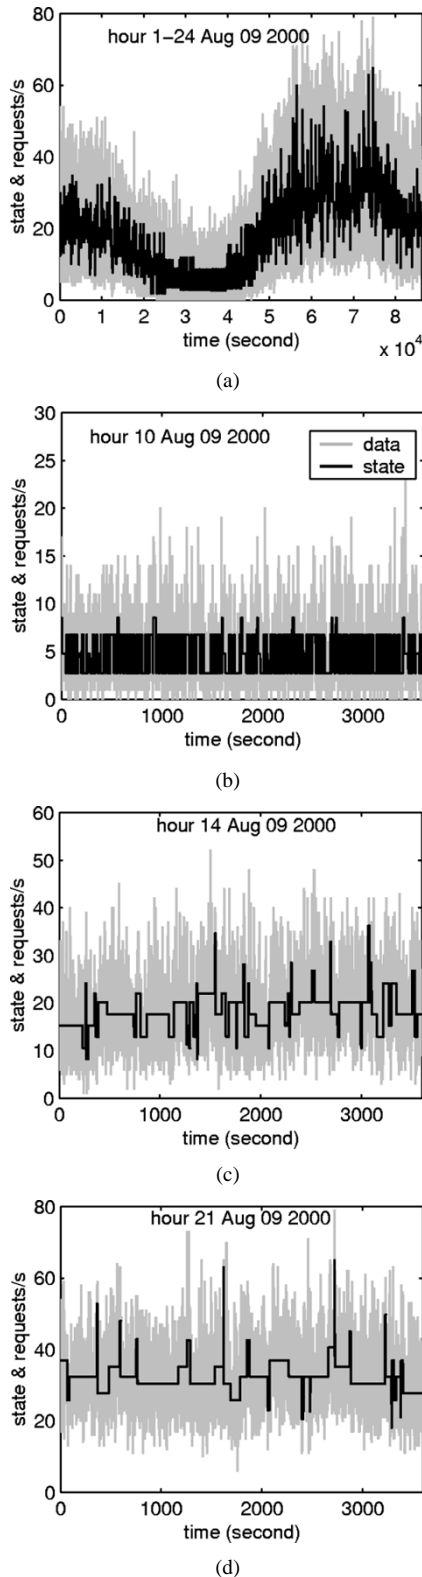 hour 1–24 Aug 09 2000
80
60
40
20
0
state & requests/s
0 1 2 3 4 5 6 7 8
time (second)
x 10^4
(a)
hour 10 Aug 09 2000
data
state
30
25
20
15
10
5
0
state & requests/s
0 1000 2000 3000
time (second)
(b)
hour 14 Aug 09 2000
60
50
40
30
20
10
0
state & requests/s
0 1000 2000 3000
time (second)
(c)
hour 21 Aug 09 2000
80
60
40
20
0
state & requests/s
0 1000 2000 3000
time (second)
(d)